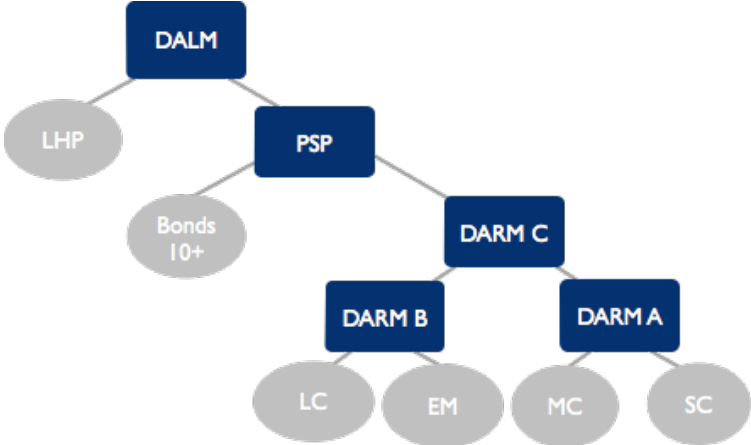 DALM
LHP
PSP
Bonds
10+
DARM C
DARM B
DARM A
LC
EM
MC
SC